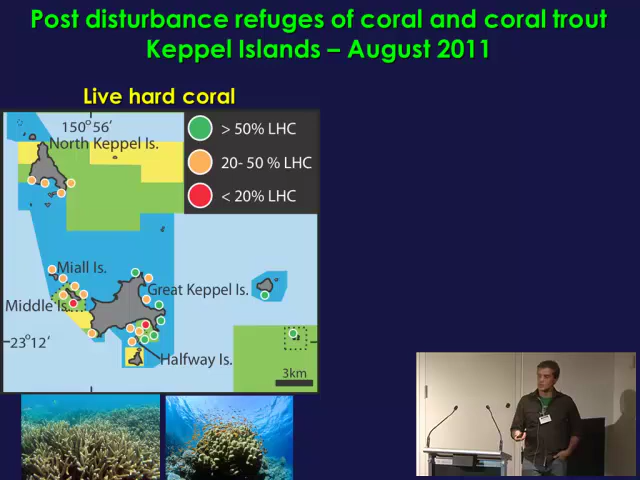 Post disturbance refuges of coral and coral trout
Keppel Islands – August 2011
Live hard coral
150°56'
North Keppel Is.
> 50% LHC
20- 50 % LHC
< 20% LHC
Miall Is.
Great Keppel Is.
Middle Is.
23°12'
Halfway Is.
3km